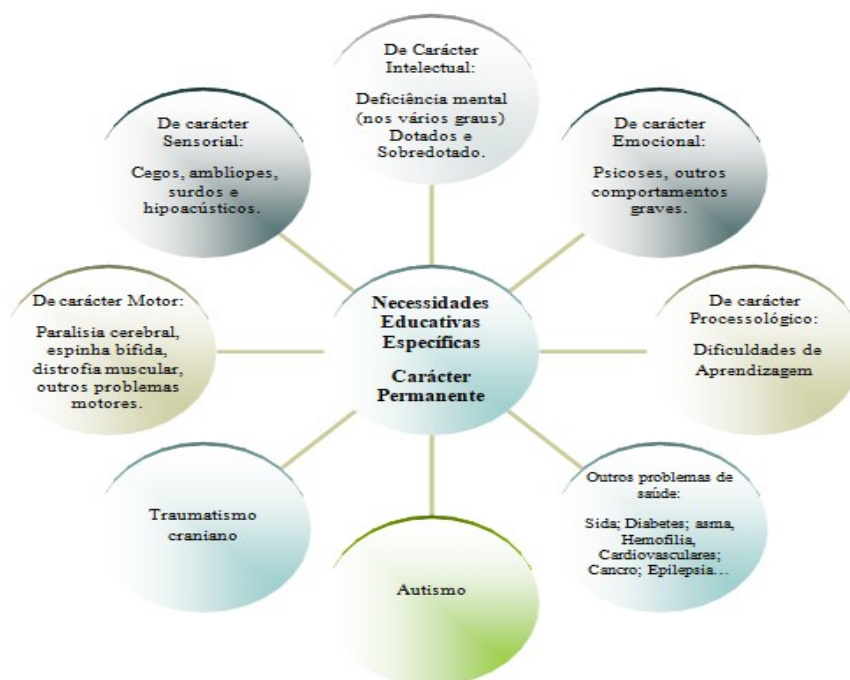 De Carácter
Intelectual:
Deficiência mental
(nos vários graus)
Dotados e
Sobredotado.
De carácter
Emocional:
Psicoses, outros
comportamentos
graves.
De carácter
Processológico:
Dificuldades de
Aprendizagem
Outros problemas de
saúde:
Sida; Diabetes; asma,
Hemofilia,
Cardiovasculares;
Cancro; Epilepsia...
Autismo
Traumatismo
craniano
De carácter Motor:
Paralisia cerebral,
espinha bífida,
distrofia muscular,
outros problemas
motores.
De carácter
Sensorial:
Cegos, amblíopes,
surdos e
hipoacústicos.
Necessidades
Educativas
Específicas
Carácter
Permanente